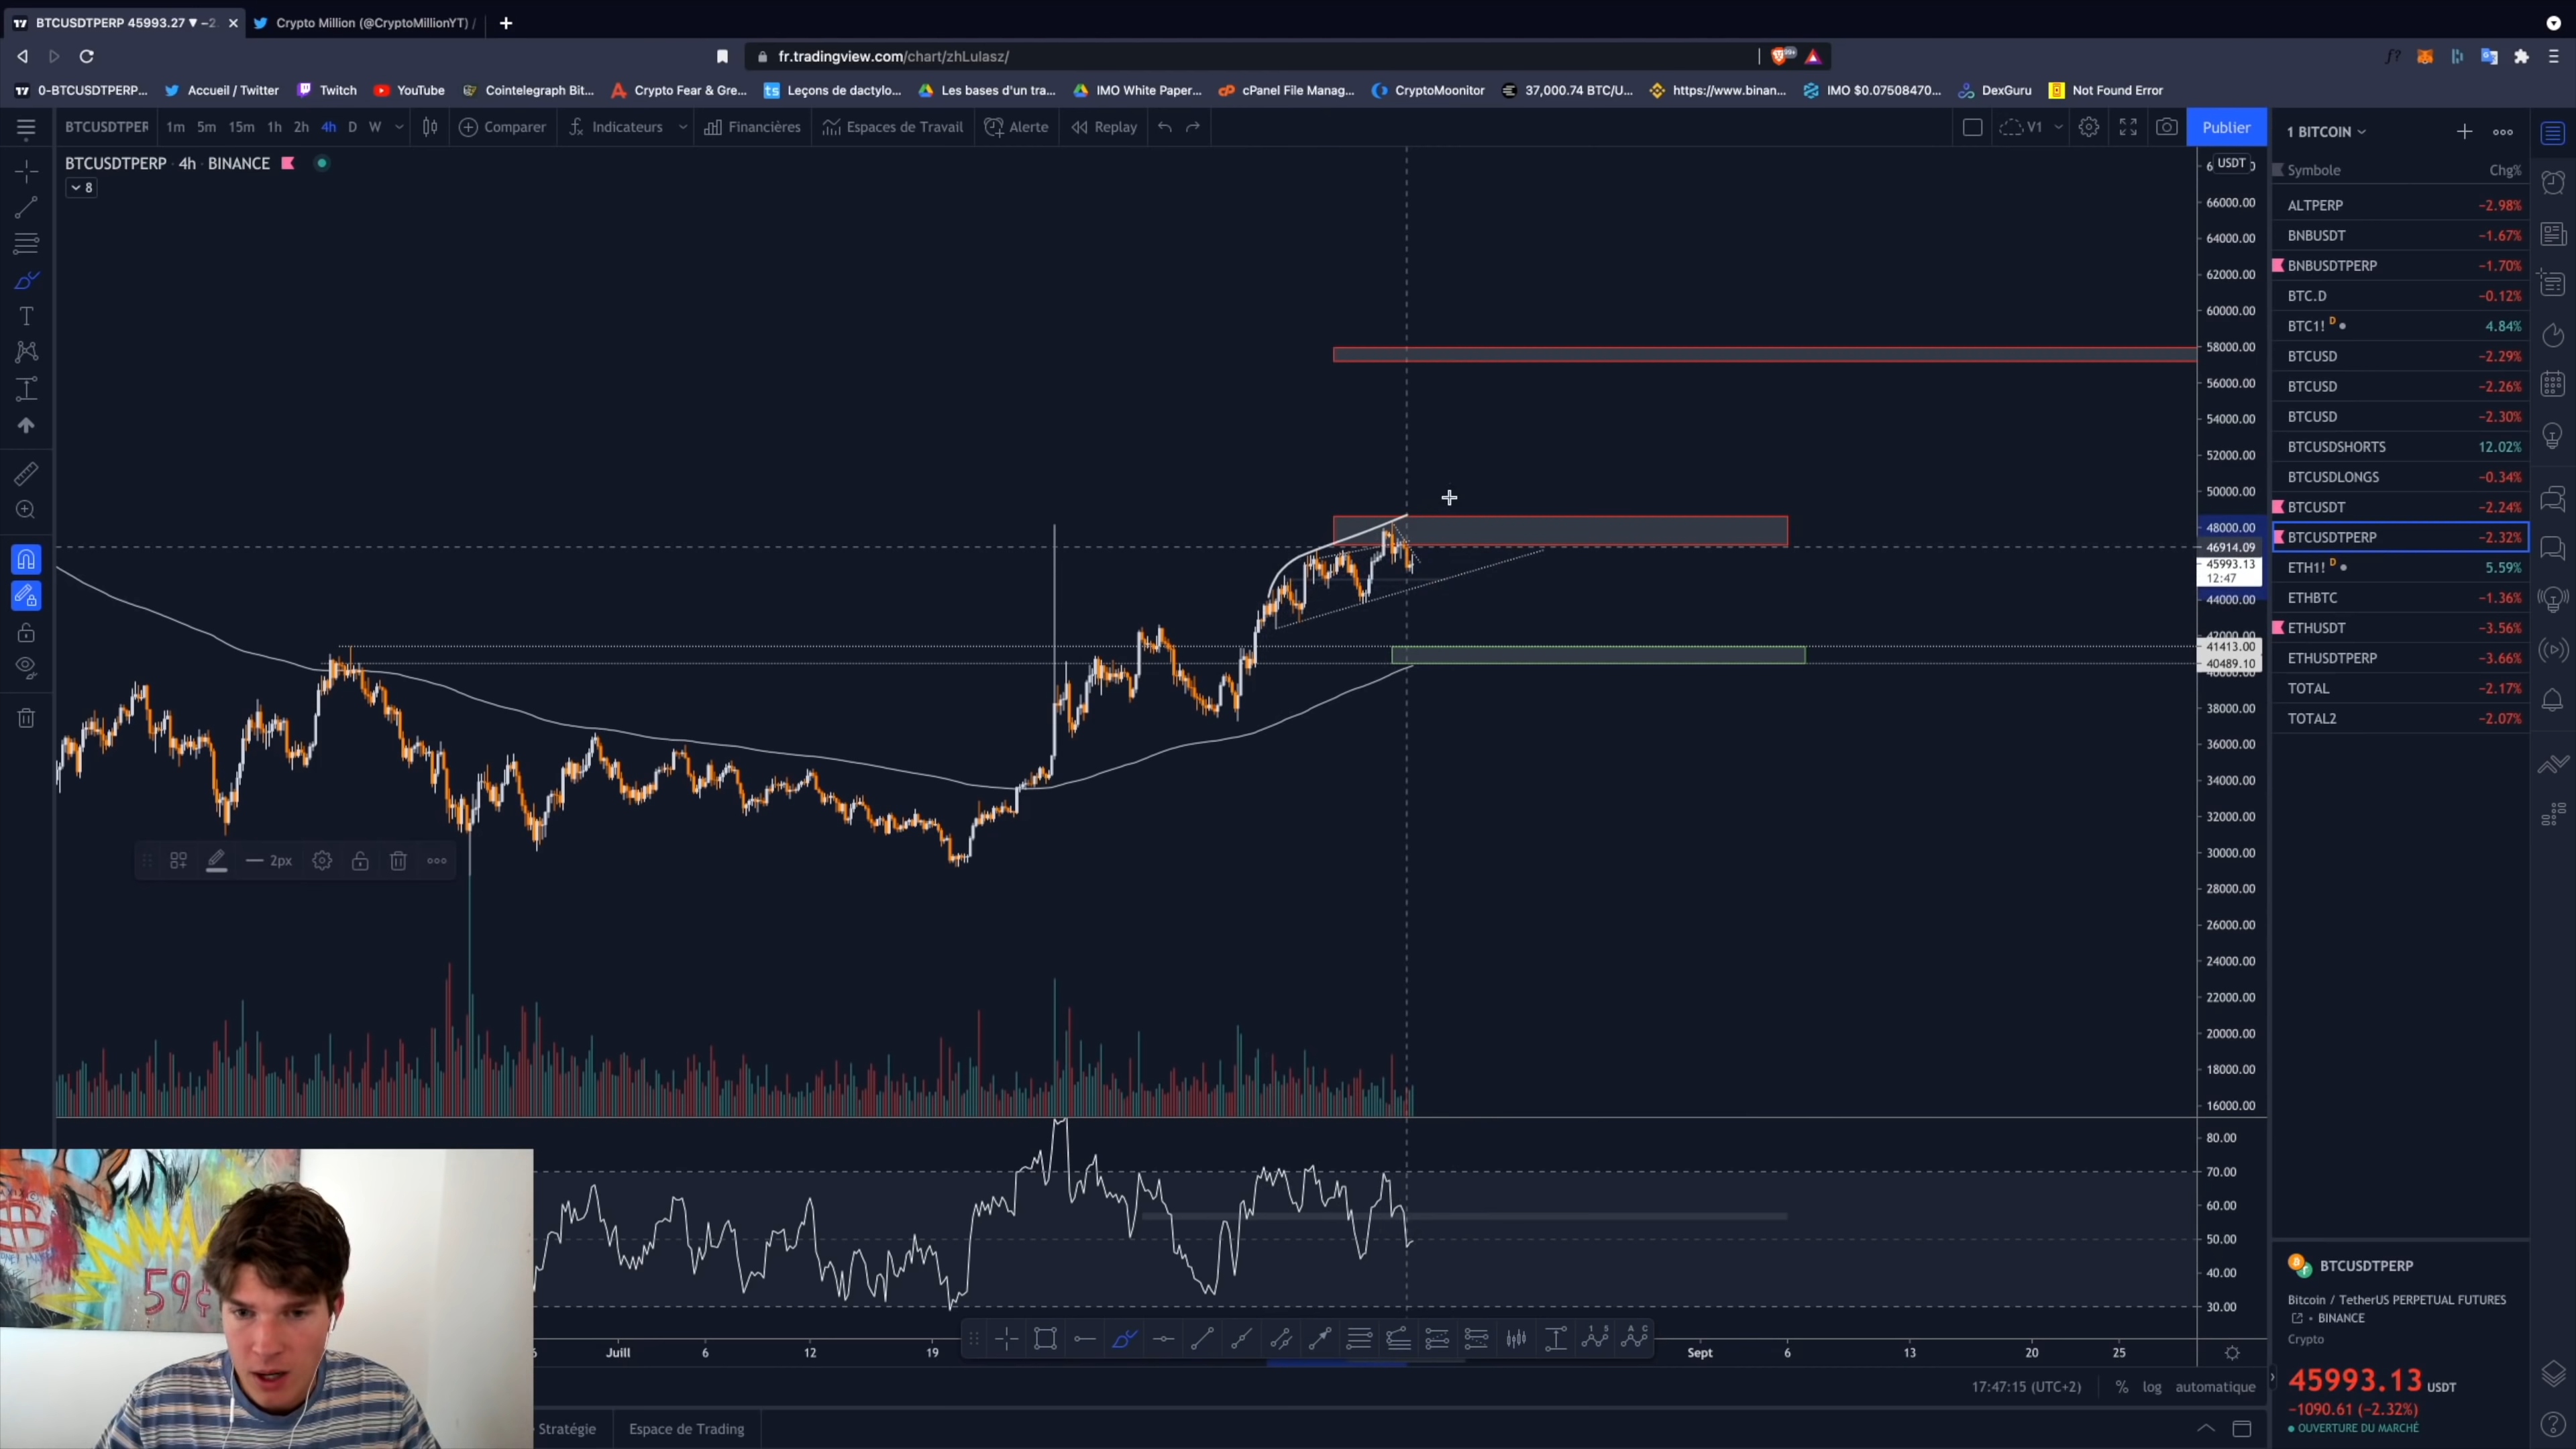 BTCUSDTPERP 45993.27 ▼ −2
Crypto Million (@CryptoMillionYT) /
fr.tradingview.com/chart/zhLulasz/
0-BTCUSDTPERP...
Accueil / Twitter
Twitch
YouTube
Cointelegraph Bit...
Crypto Fear & Gre...
Leçons de dactylo...
Les bases d'un tra...
IMO White Paper...
cPanel File Manag...
CryptoMoonitor
37,000.74 BTC/U...
https://www.binan...
IMO $0.07508470...
DexGuru
Not Found Error
BTCUSDTPER
1m 5m 15m 1h 2h 4h D W
Comparer
Indicateurs
Financières
Espaces de Travail
Alerte
Replay
V1
Publier
BTCUSDTPERP · 4h · BINANCE
8
USDT
66000.00
64000.00
62000.00
60000.00
58000.00
56000.00
54000.00
52000.00
50000.00
48000.00
46914.09
45993.13
12:47
44000.00
42000.00
41413.00
40489.10
40000.00
38000.00
36000.00
34000.00
32000.00
30000.00
28000.00
26000.00
24000.00
22000.00
20000.00
18000.00
16000.00
80.00
70.00
60.00
50.00
40.00
30.00
2px
59¢
Juill
6
12
19
Sept
6
13
20
25
17:47:15 (UTC+2)
%
log
automatique
Stratégie
Espace de Trading
1 BITCOIN
Symbole Chg%
ALTPERP −2.98%
BNBUSDT −1.67%
BNBUSDTPERP −1.70%
BTC.D −0.12%
BTC1! D 4.84%
BTCUSD −2.29%
BTCUSD −2.26%
BTCUSD −2.30%
BTCUSDSHORTS 12.02%
BTCUSDLONGS −0.34%
BTCUSDT −2.24%
BTCUSDTPERP −2.32%
ETH1! D 5.59%
ETHBTC −1.36%
ETHUSDT −3.56%
ETHUSDTPERP −3.66%
TOTAL −2.17%
TOTAL2 −2.07%
BTCUSDTPERP
Bitcoin / TetherUS PERPETUAL FUTURES
BINANCE
Crypto
45993.13 USDT
−1090.61 (−2.32%)
OUVERTURE DU MARCHÉ